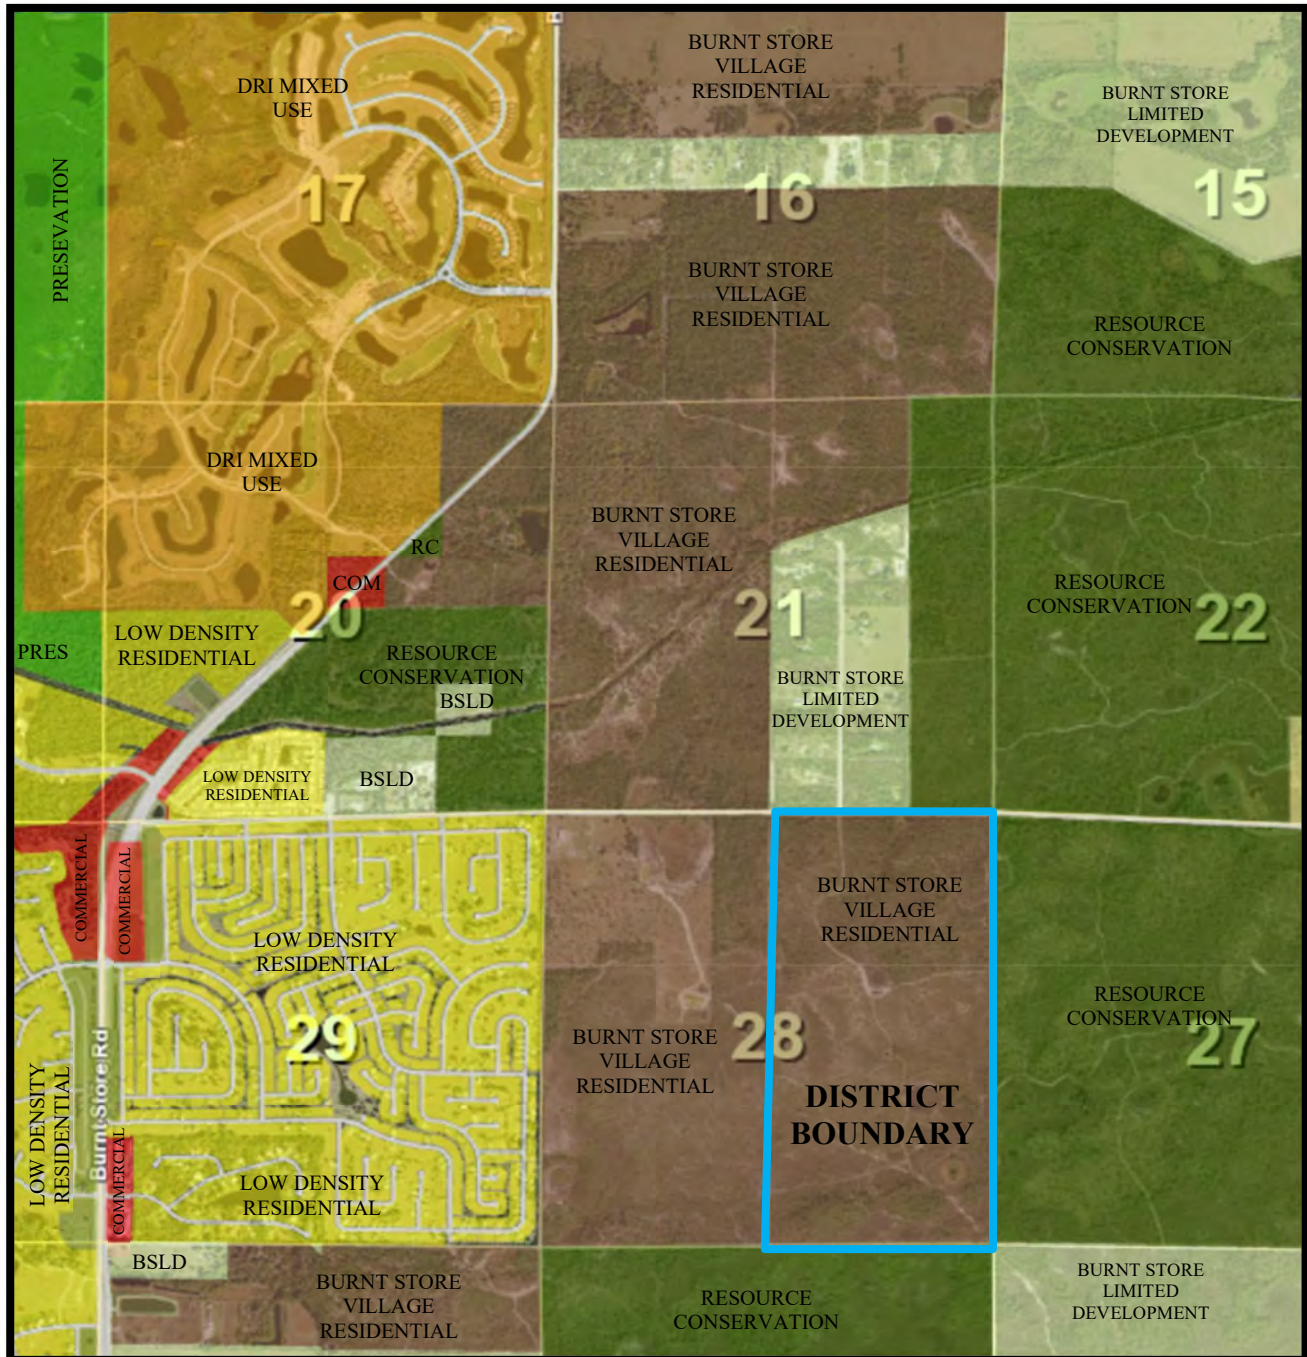 BURNT STORE
VILLAGE
RESIDENTIAL
DRI MIXED
USE
BURNT STORE
LIMITED
DEVELOPMENT
PRESEVATION
17
16
15
BURNT STORE
VILLAGE
RESIDENTIAL
RESOURCE
CONSERVATION
DRI MIXED
USE
BURNT STORE
VILLAGE
RESIDENTIAL
RC
COM
RESOURCE
CONSERVATION
20
21
22
LOW DENSITY
RESIDENTIAL
PRES
RESOURCE
CONSERVATION
BSLD
BURNT STORE
LIMITED
DEVELOPMENT
LOW DENSITY
RESIDENTIAL
BSLD
COMMERCIAL
COMMERCIAL
BURNT STORE
VILLAGE
RESIDENTIAL
LOW DENSITY
RESIDENTIAL
29
28
RESOURCE
CONSERVATION
27
BURNT STORE
VILLAGE
RESIDENTIAL
Burnt Store Rd
LOW DENSITY
RESIDENTIAL
DISTRICT
BOUNDARY
COMMERCIAL
LOW DENSITY
RESIDENTIAL
BSLD
BURNT STORE
VILLAGE
RESIDENTIAL
RESOURCE
CONSERVATION
BURNT STORE
LIMITED
DEVELOPMENT